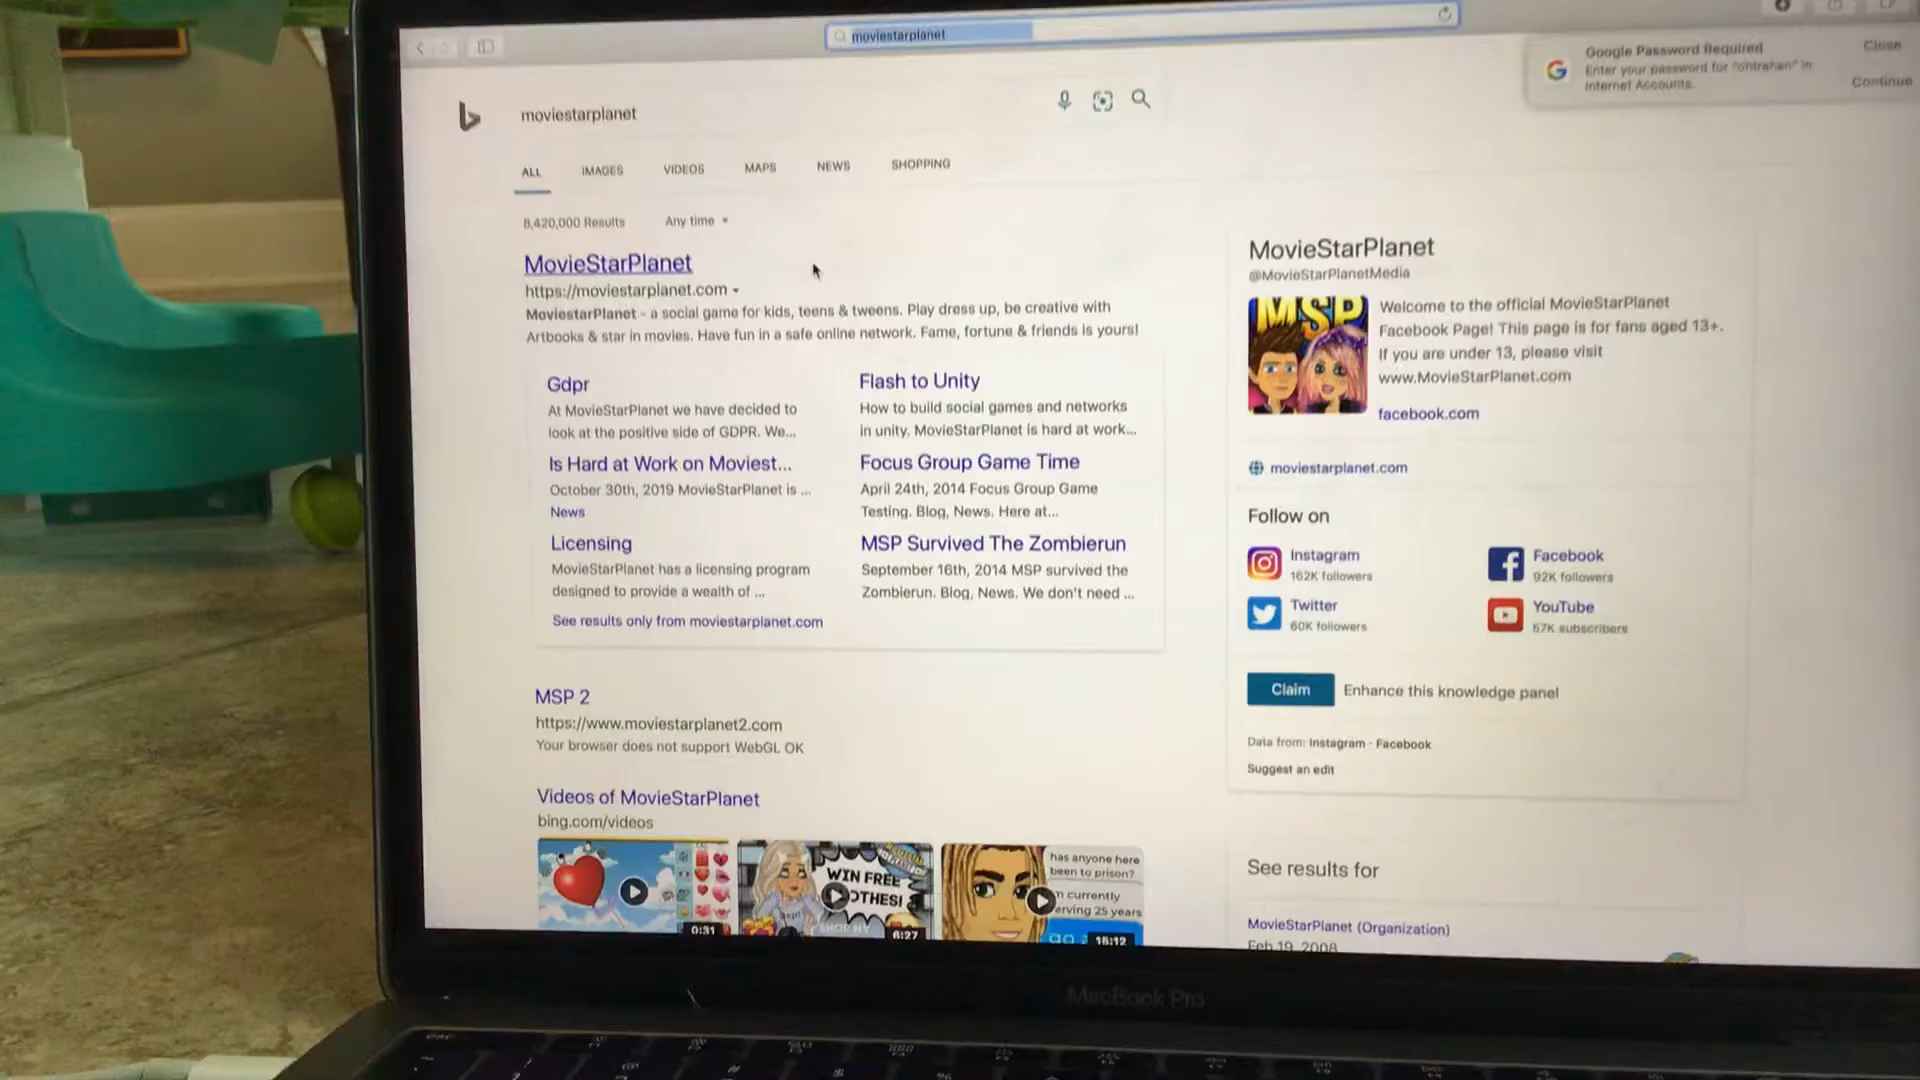 moviestarplanet
Google Password Required
Enter your password for "ohtrahan" in
Internet Accounts.
Close
Continue
moviestarplanet
ALL
IMAGES
VIDEOS
MAPS
NEWS
SHOPPING
8,420,000 Results
Any time
MovieStarPlanet
https://moviestarplanet.com
MoviestarPlanet - a social game for kids, teens & tweens. Play dress up, be creative with
Artbooks & star in movies. Have fun in a safe online network. Fame, fortune & friends is yours!
Gdpr
At MovieStarPlanet we have decided to
look at the positive side of GDPR. We...
Flash to Unity
How to build social games and networks
in unity. MovieStarPlanet is hard at work...
Is Hard at Work on Moviest...
October 30th, 2019 MovieStarPlanet is ...
News
Focus Group Game Time
April 24th, 2014 Focus Group Game
Testing. Blog, News. Here at...
Licensing
MovieStarPlanet has a licensing program
designed to provide a wealth of ...
MSP Survived The Zombierun
September 16th, 2014 MSP survived the
Zombierun. Blog, News. We don't need ...
See results only from moviestarplanet.com
MSP 2
https://www.moviestarplanet2.com
Your browser does not support WebGL OK
Videos of MovieStarPlanet
bing.com/videos
0:31
WIN FREE
OTHES!
6:27
has anyone here
been to prison?
currently
erving 25 years
15:12
MovieStarPlanet
@MovieStarPlanetMedia
MSP
Welcome to the official MovieStarPlanet
Facebook Page! This page is for fans aged 13+.
If you are under 13, please visit
www.MovieStarPlanet.com
facebook.com
moviestarplanet.com
Follow on
Instagram
162K followers
Facebook
92K followers
Twitter
60K followers
YouTube
67K subscribers
Claim
Enhance this knowledge panel
Data from: Instagram · Facebook
Suggest an edit
See results for
MovieStarPlanet (Organization)
Feb 19, 2008
MacBook Pro